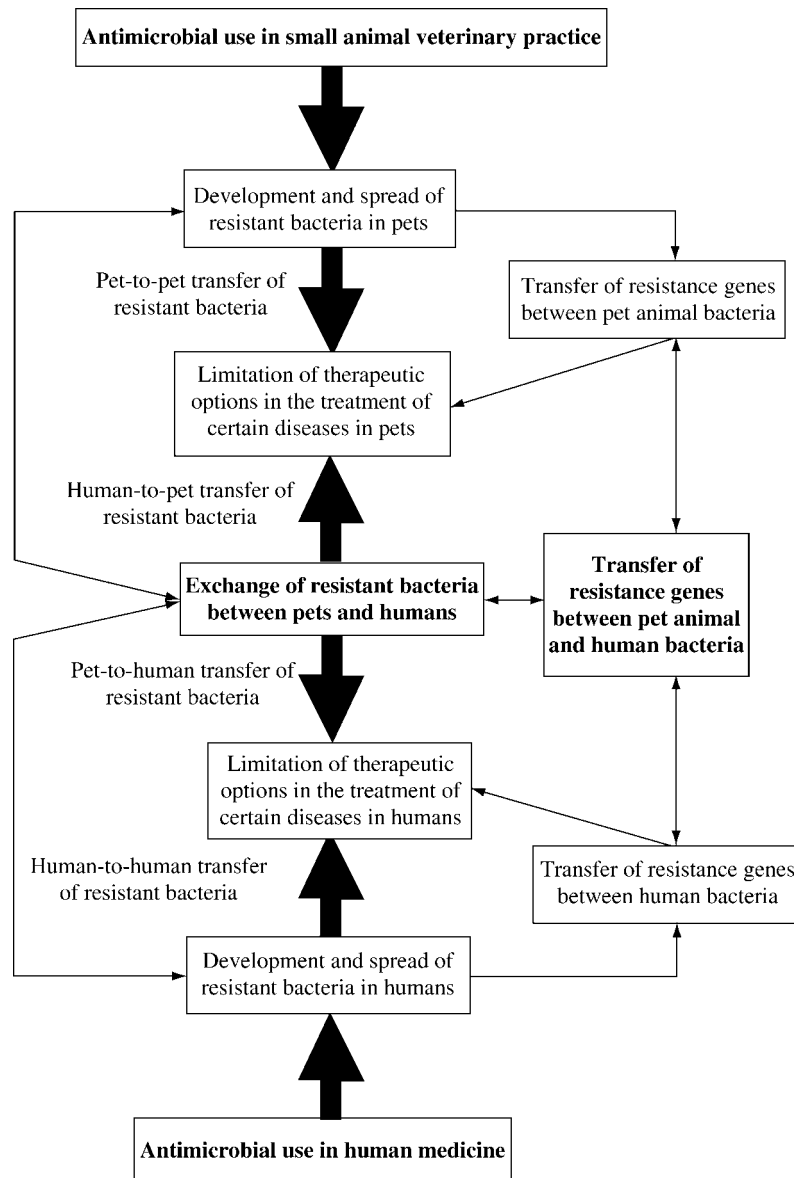 Antimicrobial use in small animal veterinary practice
Development and spread of
resistant bacteria in pets
Pet-to-pet transfer of
resistant bacteria
Transfer of resistance genes
between pet animal bacteria
Limitation of therapeutic
options in the treatment of
certain diseases in pets
Human-to-pet transfer of
resistant bacteria
Exchange of resistant bacteria
between pets and humans
Transfer of
resistance genes
between pet animal
and human bacteria
Pet-to-human transfer of
resistant bacteria
Limitation of therapeutic
options in the treatment of
certain diseases in humans
Human-to-human transfer
of resistant bacteria
Transfer of resistance genes
between human bacteria
Development and spread of
resistant bacteria in humans
Antimicrobial use in human medicine